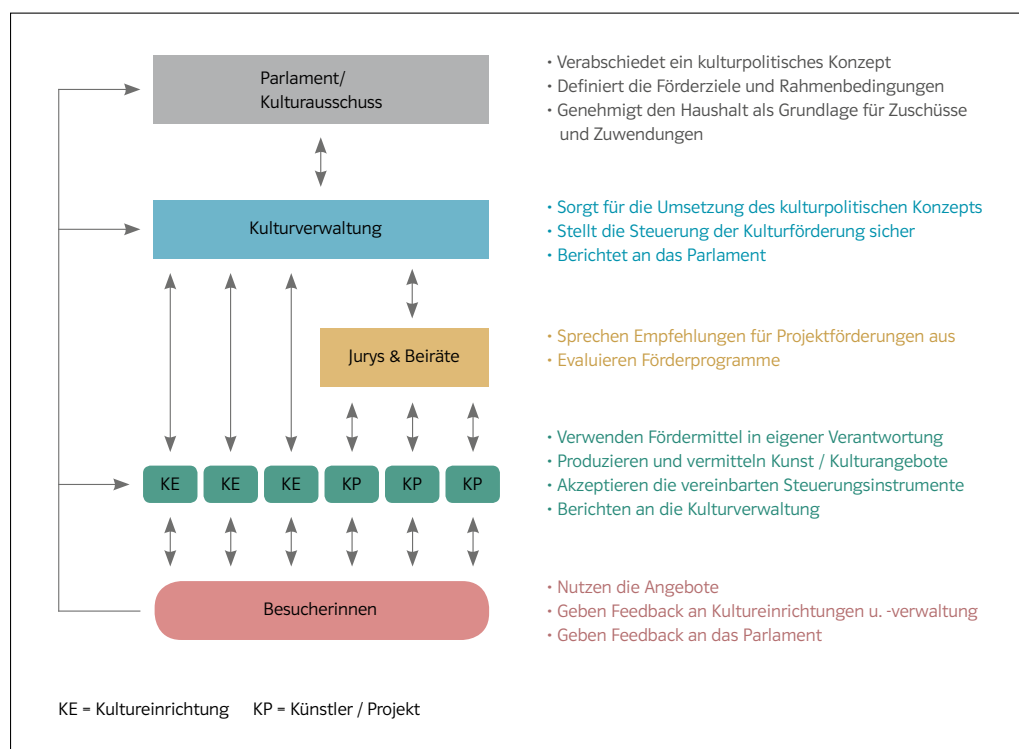 Parlament/
Kulturausschuss
• Verabschiedet ein kulturpolitisches Konzept
• Definiert die Förderziele und Rahmenbedingungen
• Genehmigt den Haushalt als Grundlage für Zuschüsse
und Zuwendungen
Kulturverwaltung
• Sorgt für die Umsetzung des kulturpolitischen Konzepts
• Stellt die Steuerung der Kulturförderung sicher
• Berichtet an das Parlament
Jurys & Beiräte
• Sprechen Empfehlungen für Projektförderungen aus
• Evaluieren Förderprogramme
KE KE KE KP KP KP
• Verwenden Fördermittel in eigener Verantwortung
• Produzieren und vermitteln Kunst / Kulturangebote
• Akzeptieren die vereinbarten Steuerungsinstrumente
• Berichten an die Kulturverwaltung
Besucherinnen
• Nutzen die Angebote
• Geben Feedback an Kultureinrichtungen u. -verwaltung
• Geben Feedback an das Parlament
KE = Kultureinrichtung KP = Künstler / Projekt